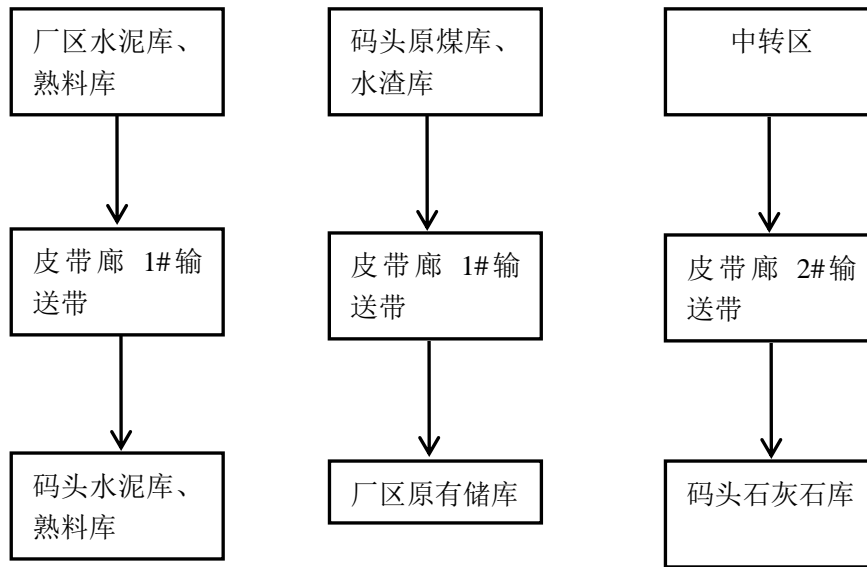 厂区水泥库、
熟料库
皮带廊 1#输
送带
码头水泥库、
熟料库
码头原煤库、
水渣库
皮带廊 1#输
送带
厂区原有储库
中转区
皮带廊 2#输
送带
码头石灰石库